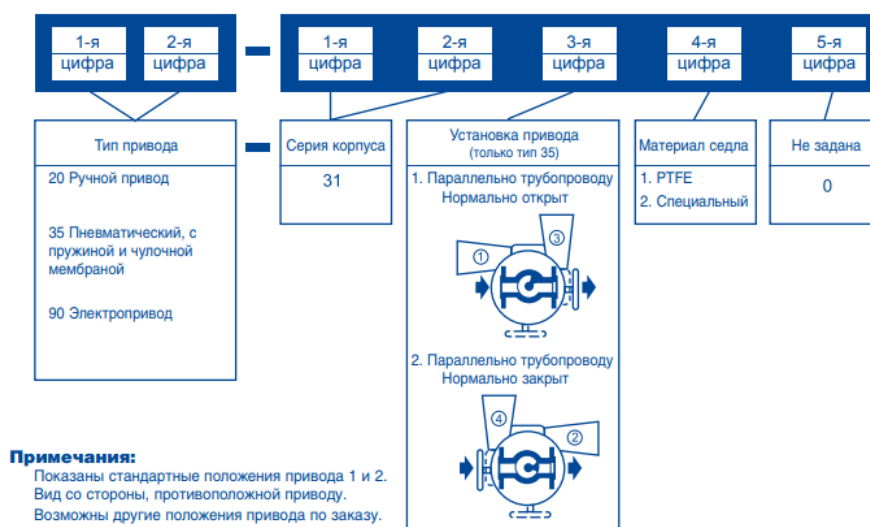 1-я цифра
2-я цифра
1-я цифра
2-я цифра
3-я цифра
4-я цифра
5-я цифра
Тип привода
20 Ручной привод
35 Пневматический, с
пружиной и чулочной
мембраной
90 Электропривод
Серия корпуса
31
Установка привода
(только тип 35)
1. Параллельно трубопроводу
Нормально открыт
③
①
2. Параллельно трубопроводу
Нормально закрыт
④
②
Материал седла
1. PTFE
2. Специальный
Не задана
0
Примечания:
Показаны стандартные положения привода 1 и 2.
Вид со стороны, противоположной приводу.
Возможны другие положения привода по заказу.